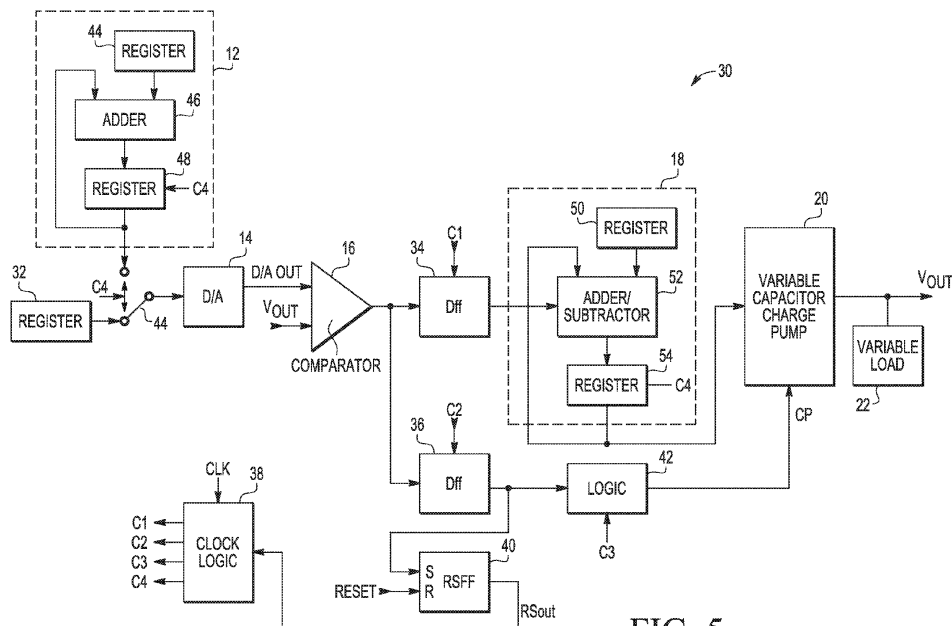 44
REGISTER
12
30
46
ADDER
48
REGISTER
C4
18
50
REGISTER
20
C1
14
16
34
52
32
C4
D/A
D/A OUT
VOUT
Dff
ADDER/
SUBTRACTOR
VARIABLE
CAPACITOR
CHARGE
PUMP
VOUT
REGISTER
44
COMPARATOR
54
REGISTER
C4
VARIABLE
LOAD
22
CP
C2
36
Dff
42
LOGIC
C3
CLK
38
C1
C2
C3
C4
CLOCK
LOGIC
40
S
R
RSFF
RESET
RSout
FIG. 5